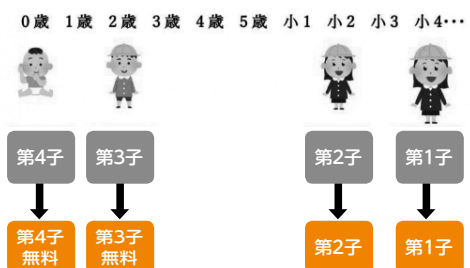 0歳 1歳 2歳 3歳 4歳 5歳 小1 小2 小3 小4・・・
第4子 第3子 第2子 第1子
第4子 第3子 第2子 第1子
無料 無料